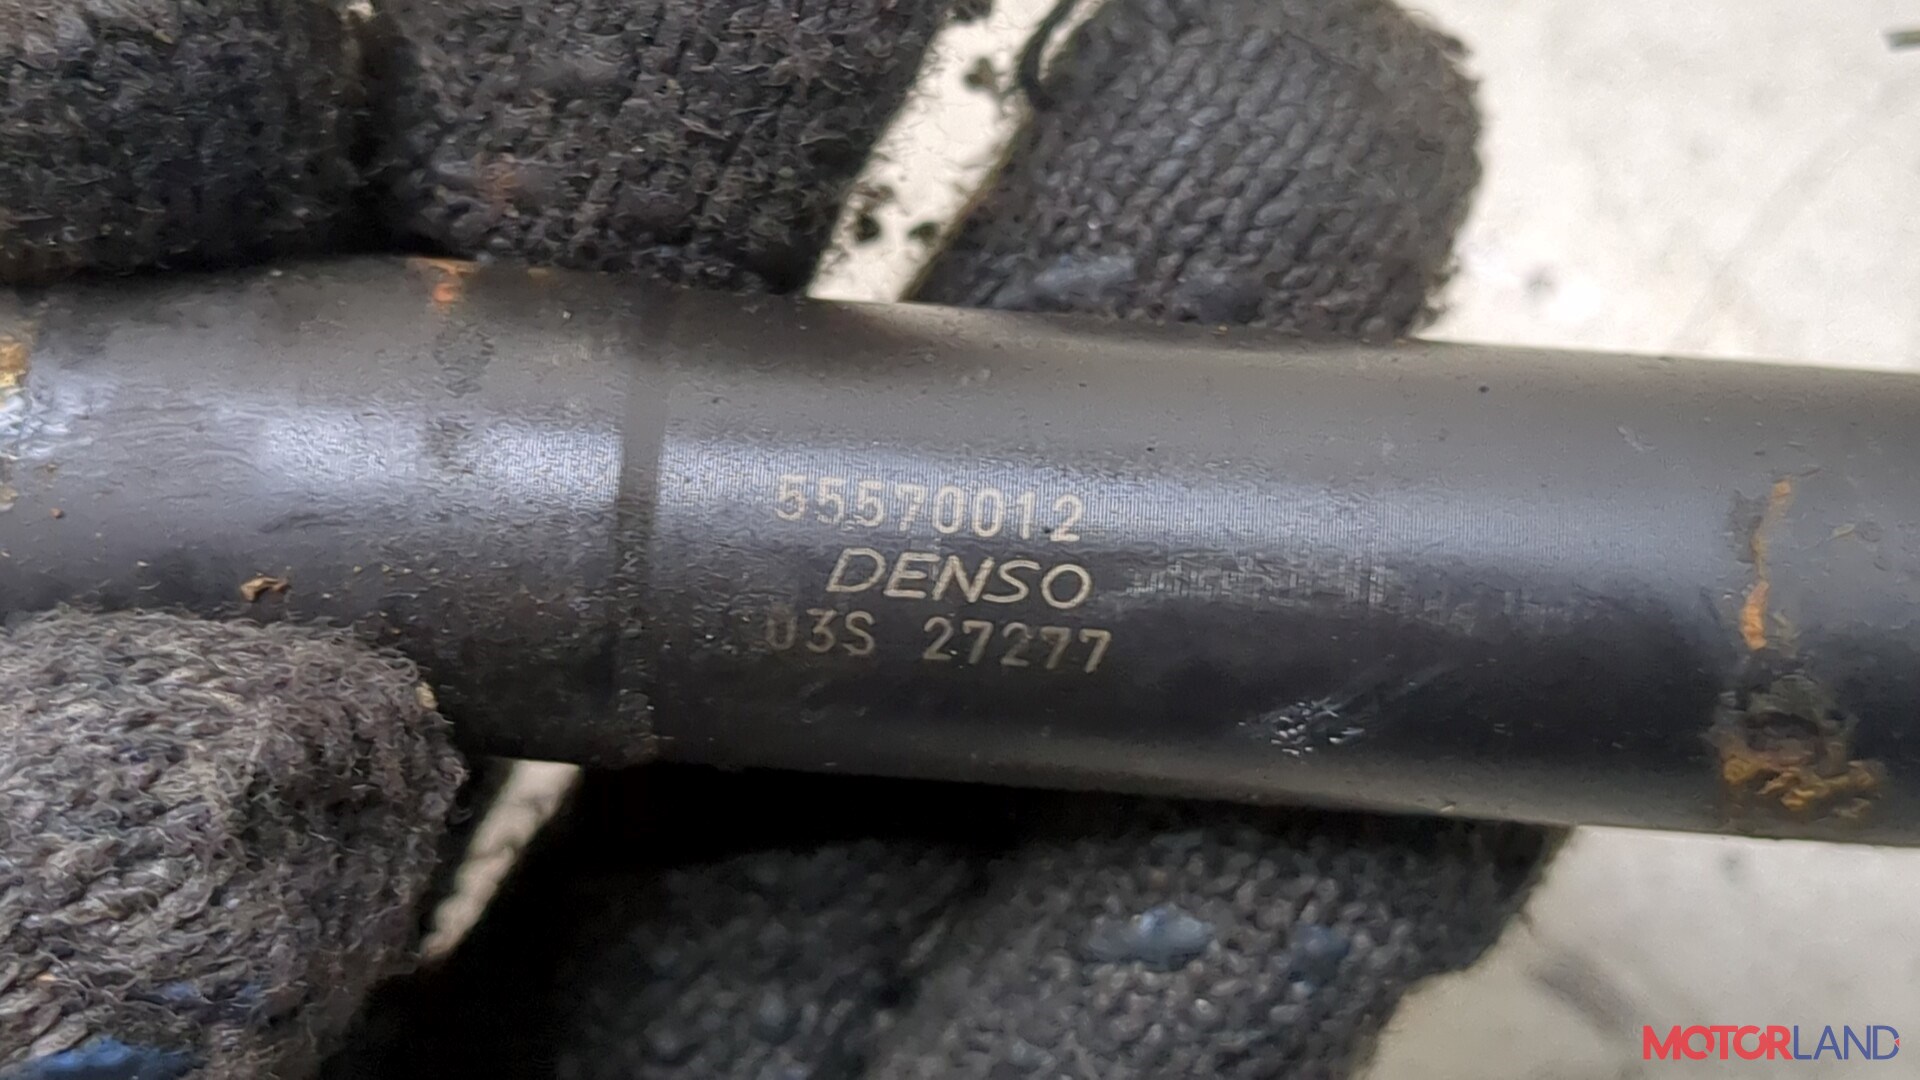 55570012
DENSO
03S 27277
MOTORLAND